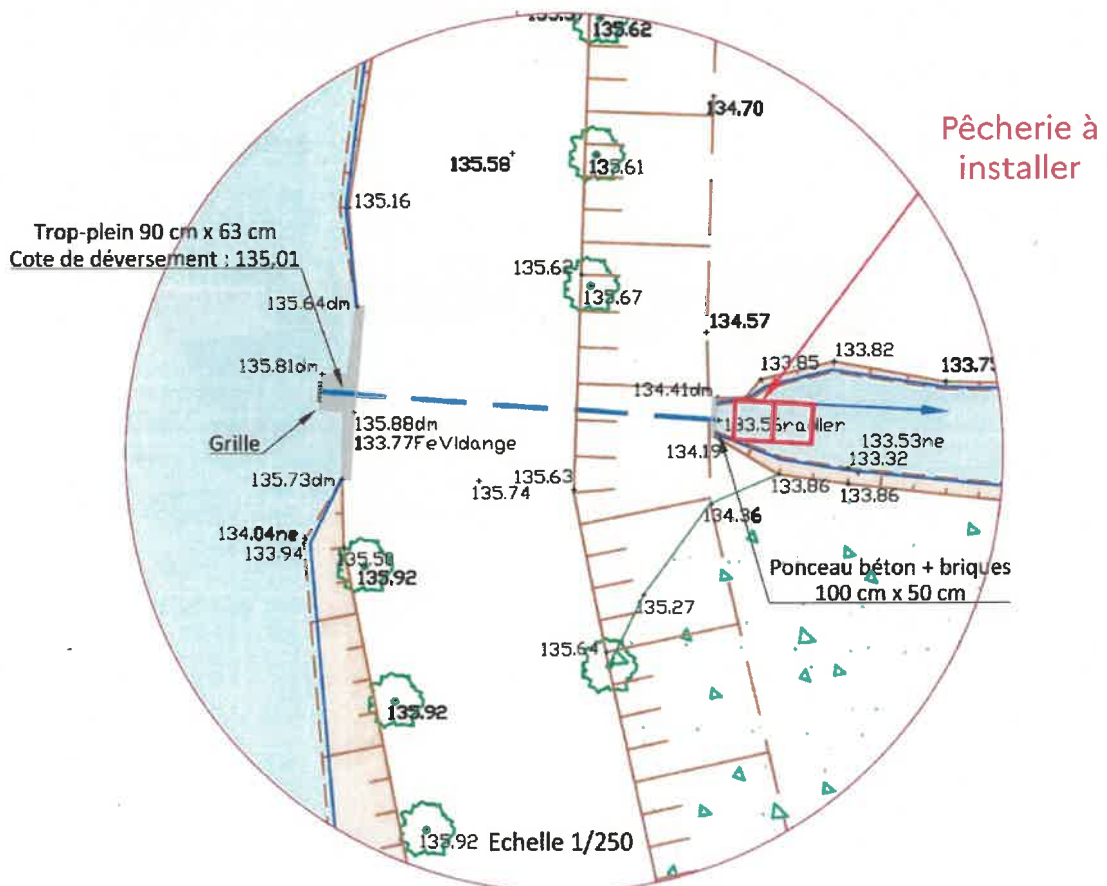 135.62
134.70
Pêcherie à
installer
135.58
135.61
135.16
Trop-plein 90 cm x 63 cm
Cote de déversement : 135,01
135.62
135.67
135.64dm
134.57
135.81dm
133.85
133.82
133.75
134.41dm
135.88dm
133.77FeVidange
133.56radier
Grille
133.53ne
134.19
133.32
135.73dm
135.63
135.74
133.86
133.86
134.36
134.04ne
133.94
135.50
135.92
Ponceau béton + briques
100 cm x 50 cm
135.27
135.64
135.92
135.92
Echelle 1/250